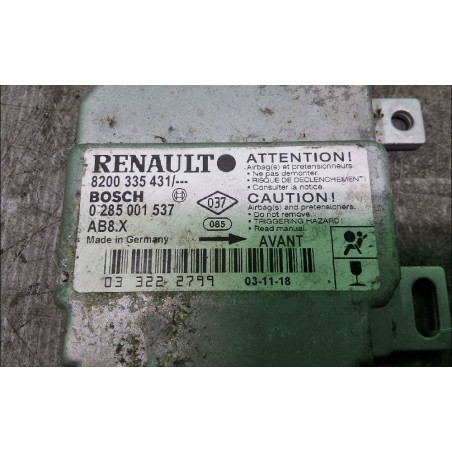 RENAULT
8200 335 431/---
BOSCH
0 285 001 537
AB8.X
Made in Germany
037
085
AVANT
ATTENTION!
Airbag(s) et pretensionneurs.
• Ne pas demonter.
• RISQUE DE DECLENCHEMENT
• Consulter la notice.
CAUTION!
Airbag(s) and pretensioners.
• Do not remove.
• TRIGGERING HAZARD!
• Read manual.
03 322 2799
03-11-18